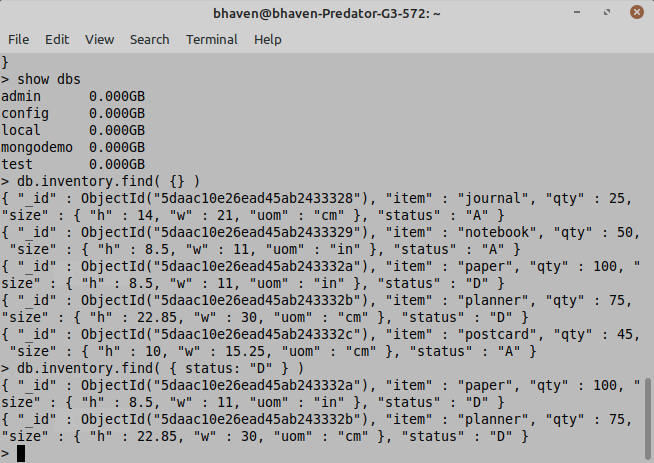 bhaven@bhaven-Predator-G3-572: ~
File Edit View Search Terminal Help
}
> show dbs
admin      0.000GB
config     0.000GB
local      0.000GB
mongodemo  0.000GB
test       0.000GB
> db.inventory.find( {} )
{ "_id" : ObjectId("5daac10e26ead45ab2433328"), "item" : "journal", "qty" : 25,
"size" : { "h" : 14, "w" : 21, "uom" : "cm" }, "status" : "A" }
{ "_id" : ObjectId("5daac10e26ead45ab2433329"), "item" : "notebook", "qty" : 50,
 "size" : { "h" : 8.5, "w" : 11, "uom" : "in" }, "status" : "A" }
{ "_id" : ObjectId("5daac10e26ead45ab243332a"), "item" : "paper", "qty" : 100, "
size" : { "h" : 8.5, "w" : 11, "uom" : "in" }, "status" : "D" }
{ "_id" : ObjectId("5daac10e26ead45ab243332b"), "item" : "planner", "qty" : 75,
"size" : { "h" : 22.85, "w" : 30, "uom" : "cm" }, "status" : "D" }
{ "_id" : ObjectId("5daac10e26ead45ab243332c"), "item" : "postcard", "qty" : 45,
 "size" : { "h" : 10, "w" : 15.25, "uom" : "cm" }, "status" : "A" }
> db.inventory.find( { status: "D" } )
{ "_id" : ObjectId("5daac10e26ead45ab243332a"), "item" : "paper", "qty" : 100, "
size" : { "h" : 8.5, "w" : 11, "uom" : "in" }, "status" : "D" }
{ "_id" : ObjectId("5daac10e26ead45ab243332b"), "item" : "planner", "qty" : 75,
"size" : { "h" : 22.85, "w" : 30, "uom" : "cm" }, "status" : "D" }
>